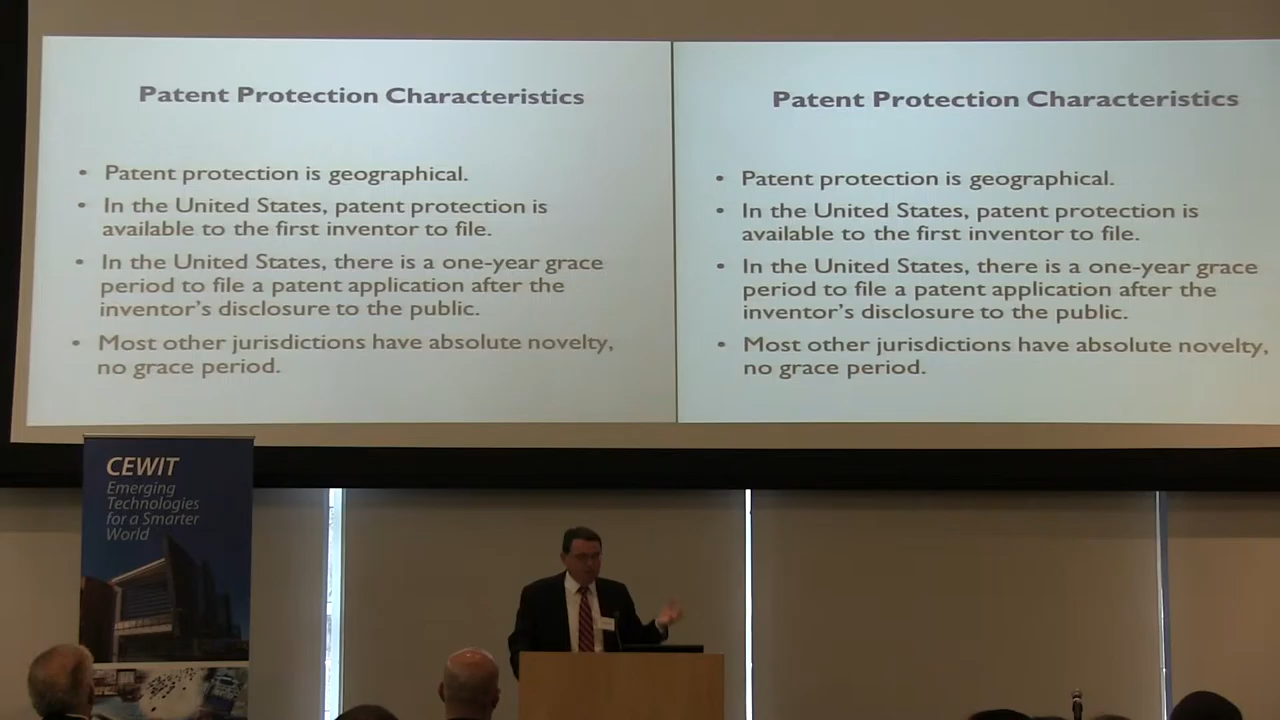 Patent Protection Characteristics
• Patent protection is geographical.
• In the United States, patent protection is
available to the first inventor to file.
• In the United States, there is a one-year grace
period to file a patent application after the
inventor's disclosure to the public.
• Most other jurisdictions have absolute novelty,
no grace period.
Patent Protection Characteristics
• Patent protection is geographical.
• In the United States, patent protection is
available to the first inventor to file.
• In the United States, there is a one-year grace
period to file a patent application after the
inventor's disclosure to the public.
• Most other jurisdictions have absolute novelty,
no grace period.
CEWIT
Emerging
Technologies
for a Smarter
World